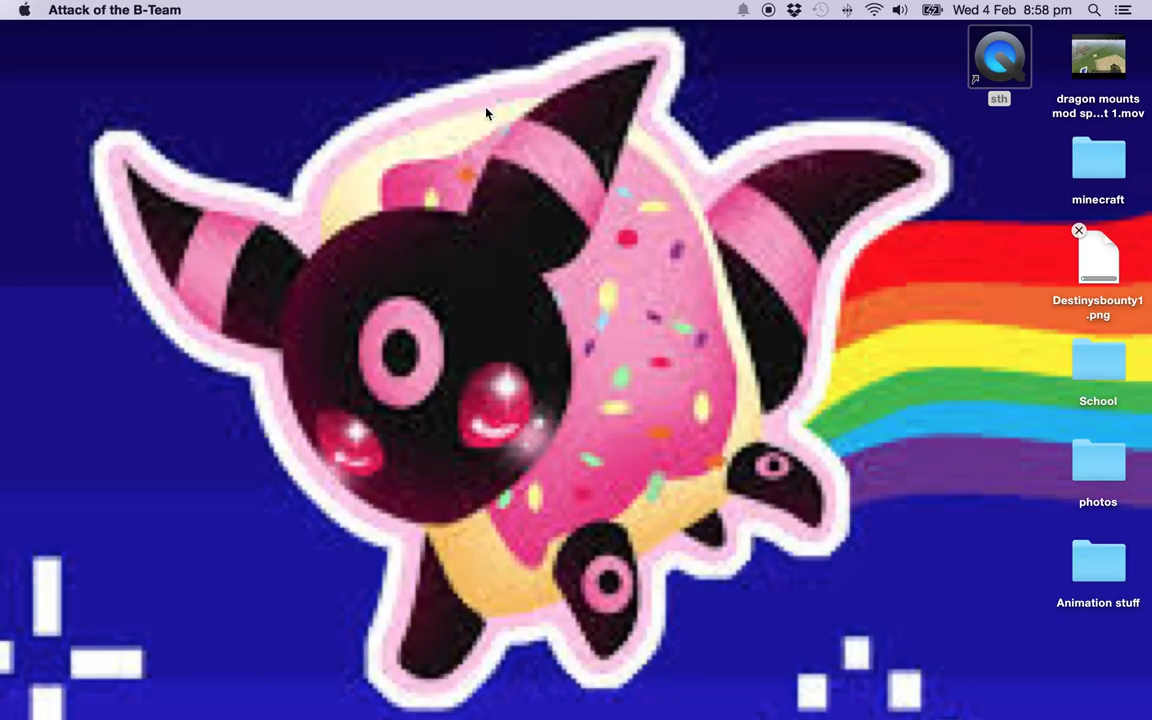 Attack of the B-Team
Wed 4 Feb 8:58 pm
sth
dragon mounts
mod sp...t 1.mov
minecraft
Destinysbounty1
.png
School
photos
Animation stuff